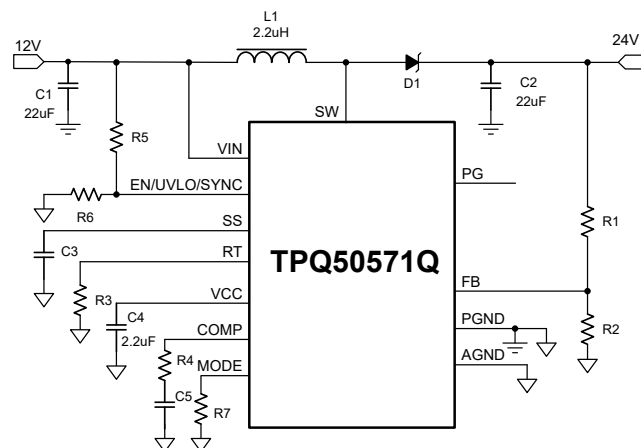 L1
2.2uH
12V
24V
C1
22uF
D1
C2
22uF
SW
R5
VIN
EN/UVLO/SYNC
PG
R6
SS
R1
C3
RT
TPQ50571Q
R3
VCC
FB
C4
2.2uF
COMP
PGND
R2
R4
MODE
AGND
C5
R7